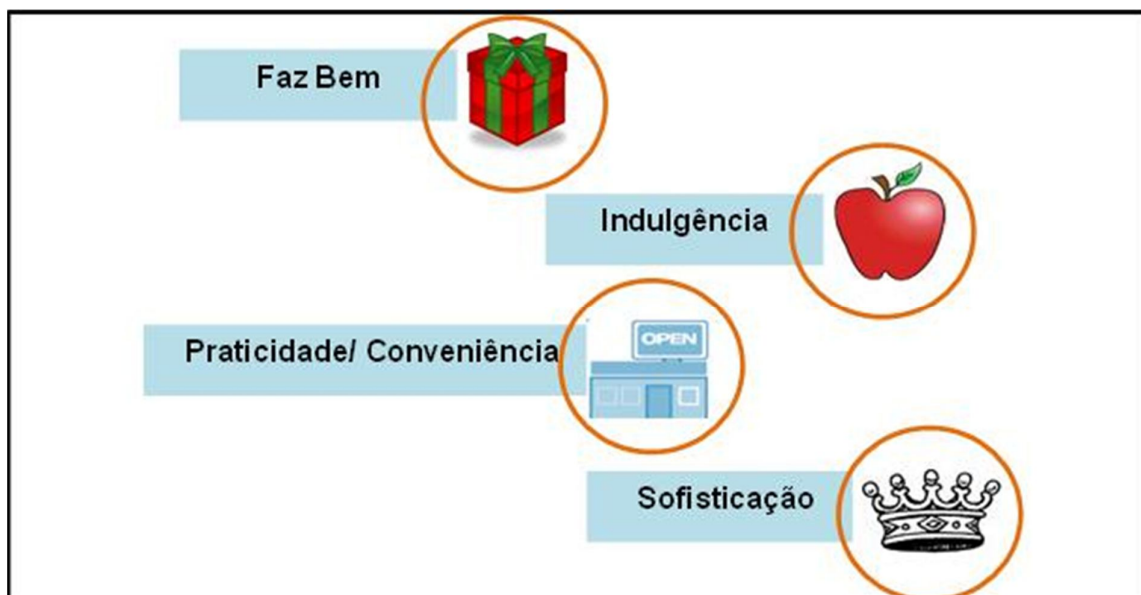 Faz Bem
Indulgência
Praticidade/ Conveniência
OPEN
Sofisticação